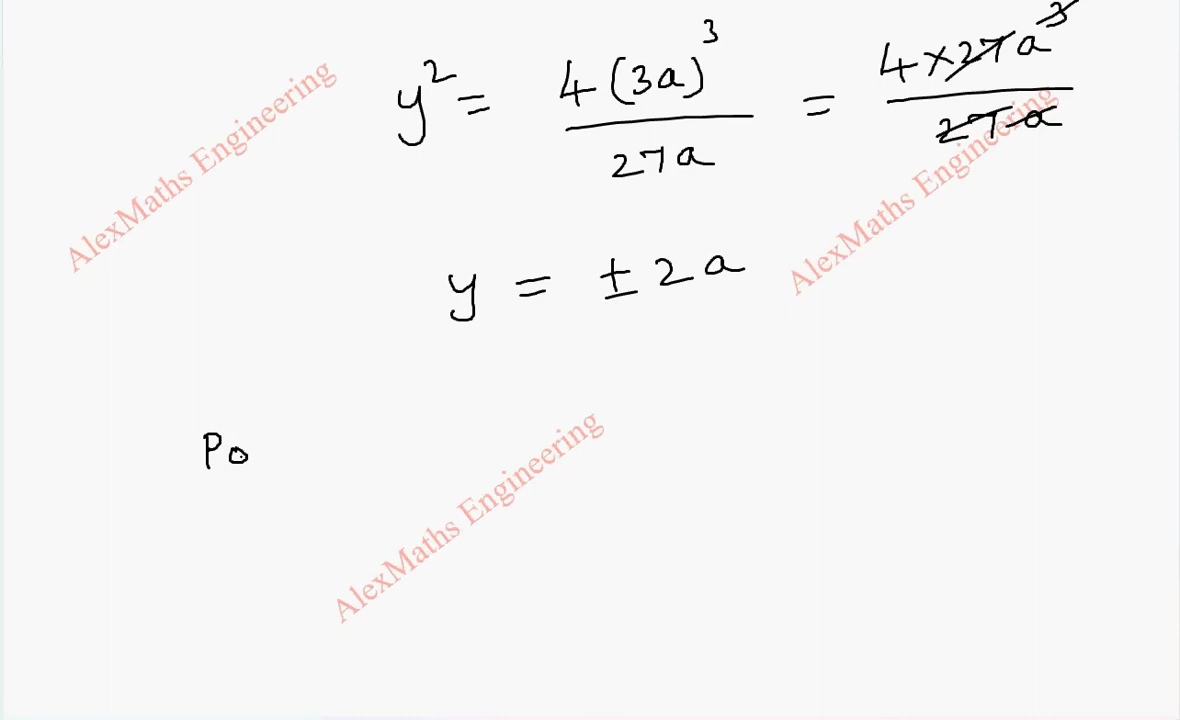 y² = 4(3a)³/27a = 4×27a³/27a
y = ±2a
Po
AlexMaths Engineering
AlexMaths Engineering
AlexMaths Engineering